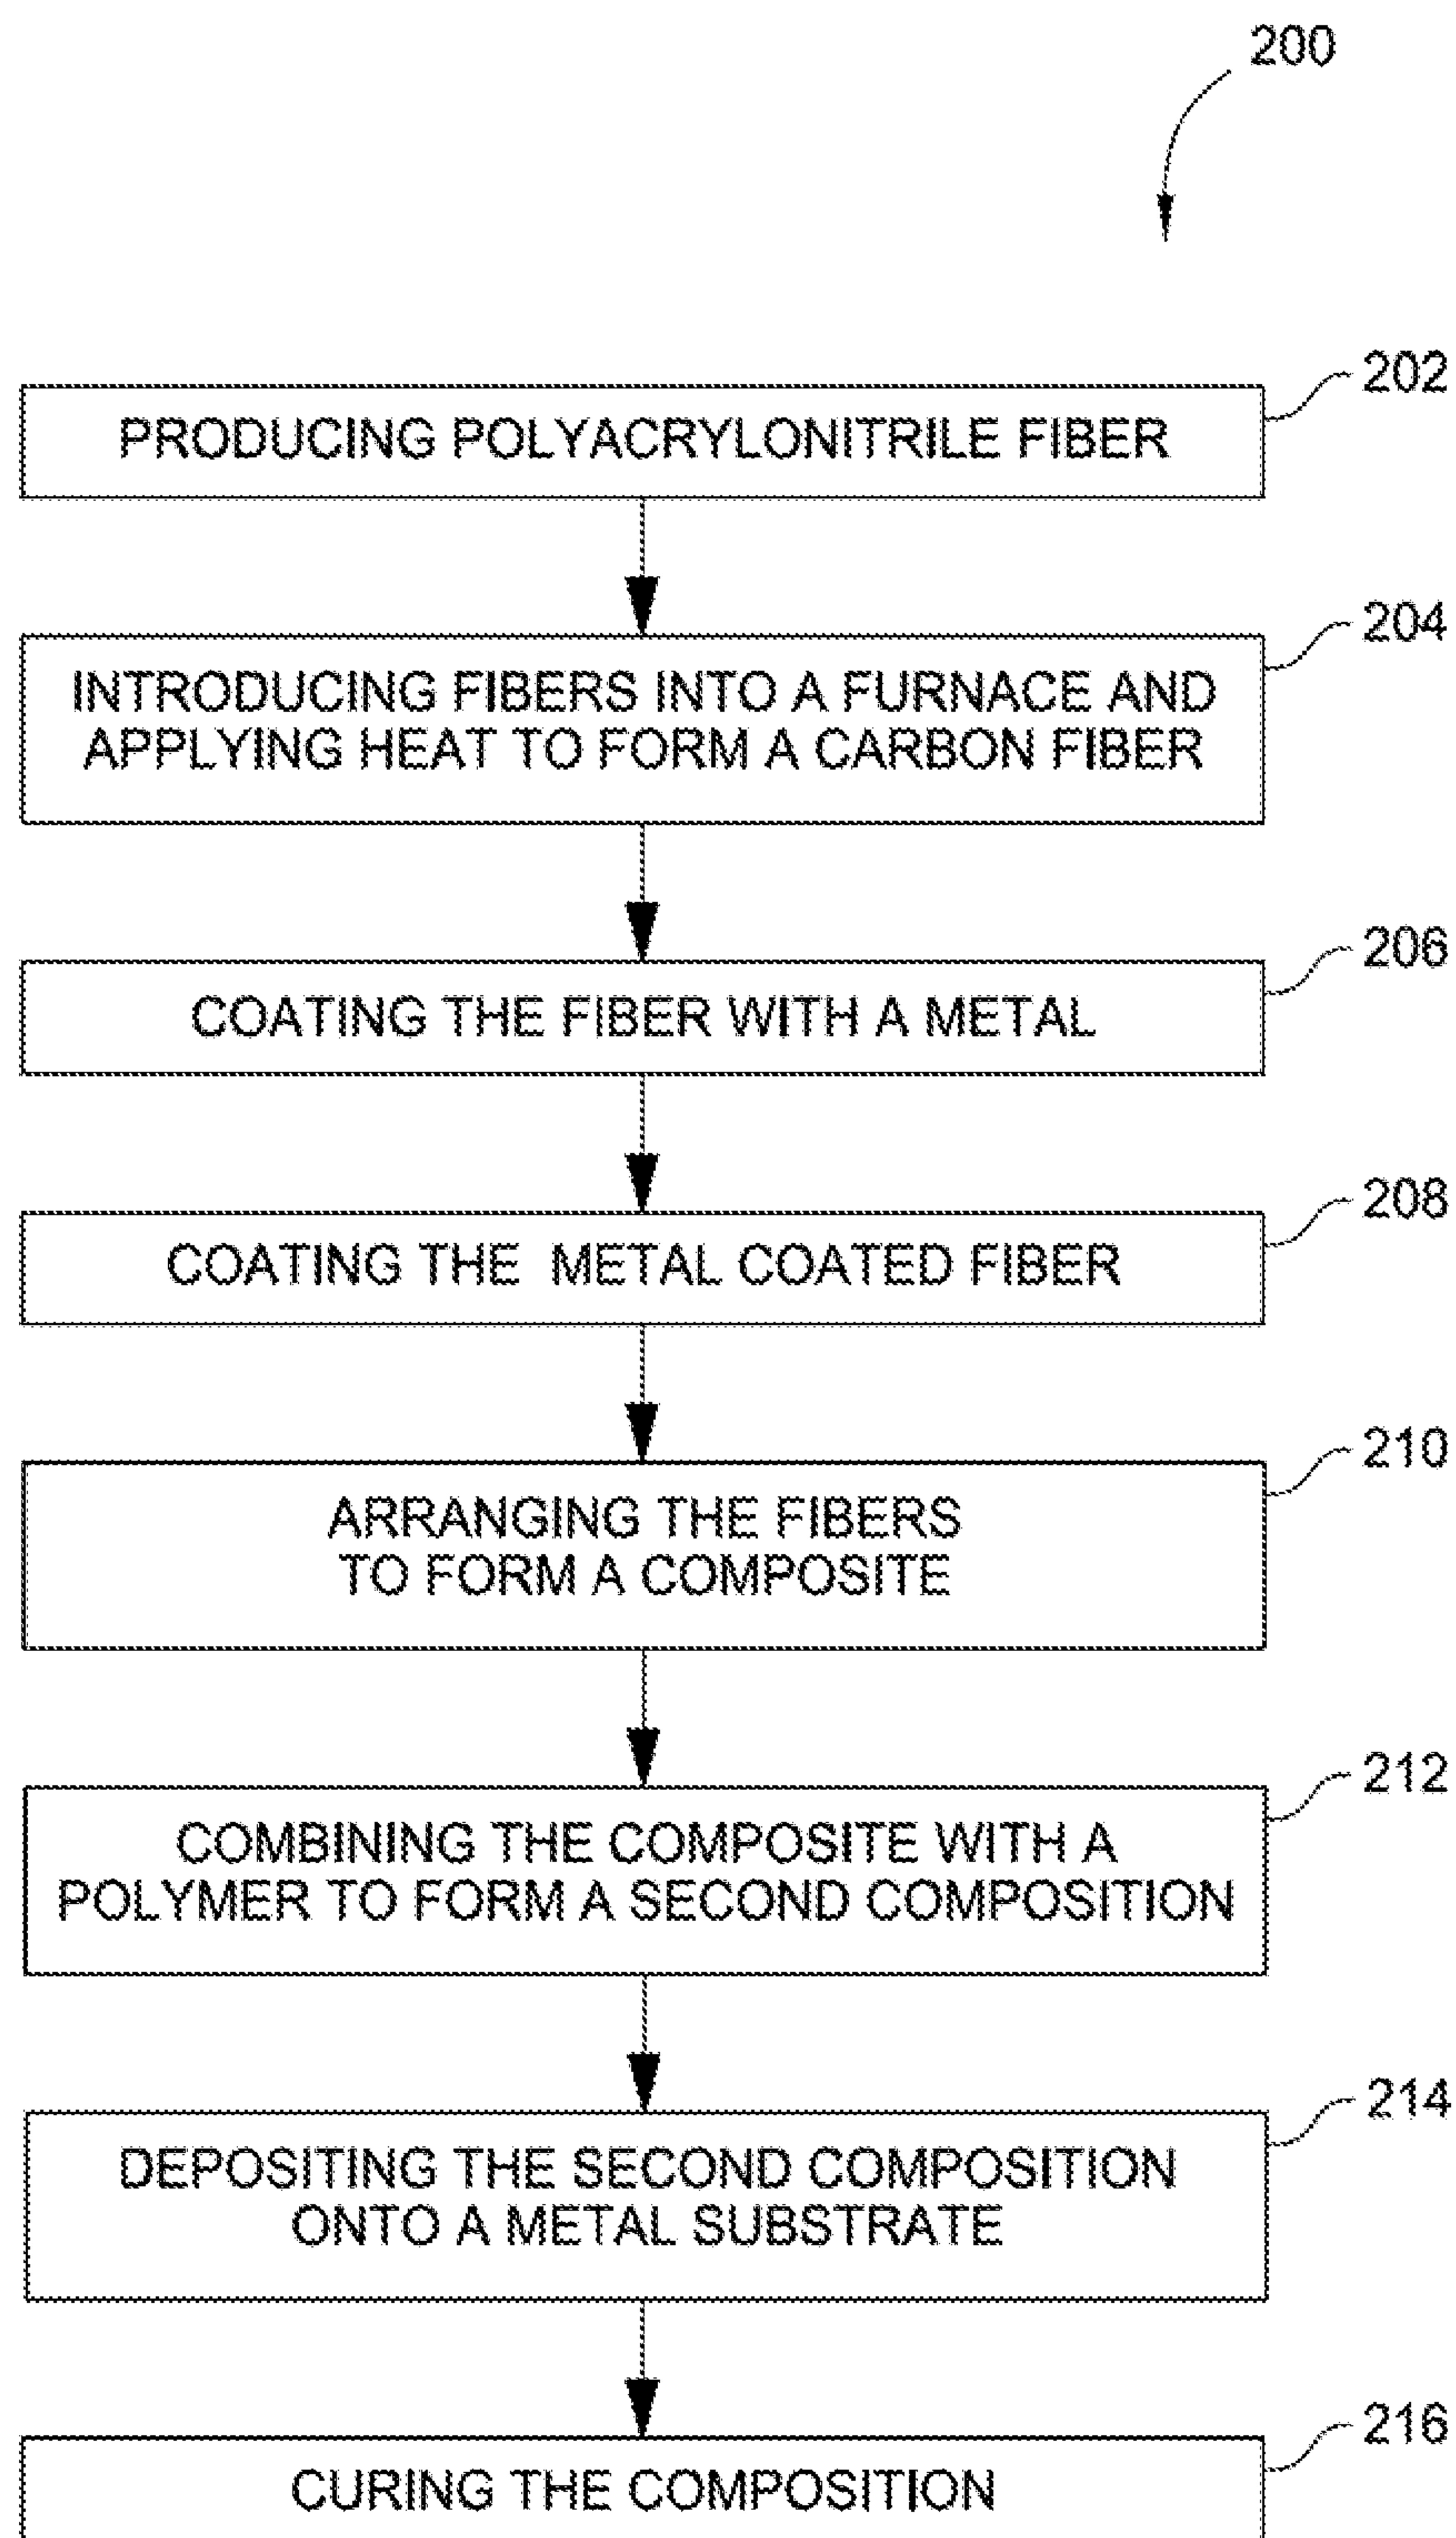 200
202
PRODUCING POLYACRYLONITRILE FIBER
204
INTRODUCING FIBERS INTO A FURNACE AND
APPLYING HEAT TO FORM A CARBON FIBER
206
COATING THE FIBER WITH A METAL
208
COATING THE METAL COATED FIBER
210
ARRANGING THE FIBERS
TO FORM A COMPOSITE
212
COMBINING THE COMPOSITE WITH A
POLYMER TO FORM A SECOND COMPOSITION
214
DEPOSITING THE SECOND COMPOSITION
ONTO A METAL SUBSTRATE
216
CURING THE COMPOSITION